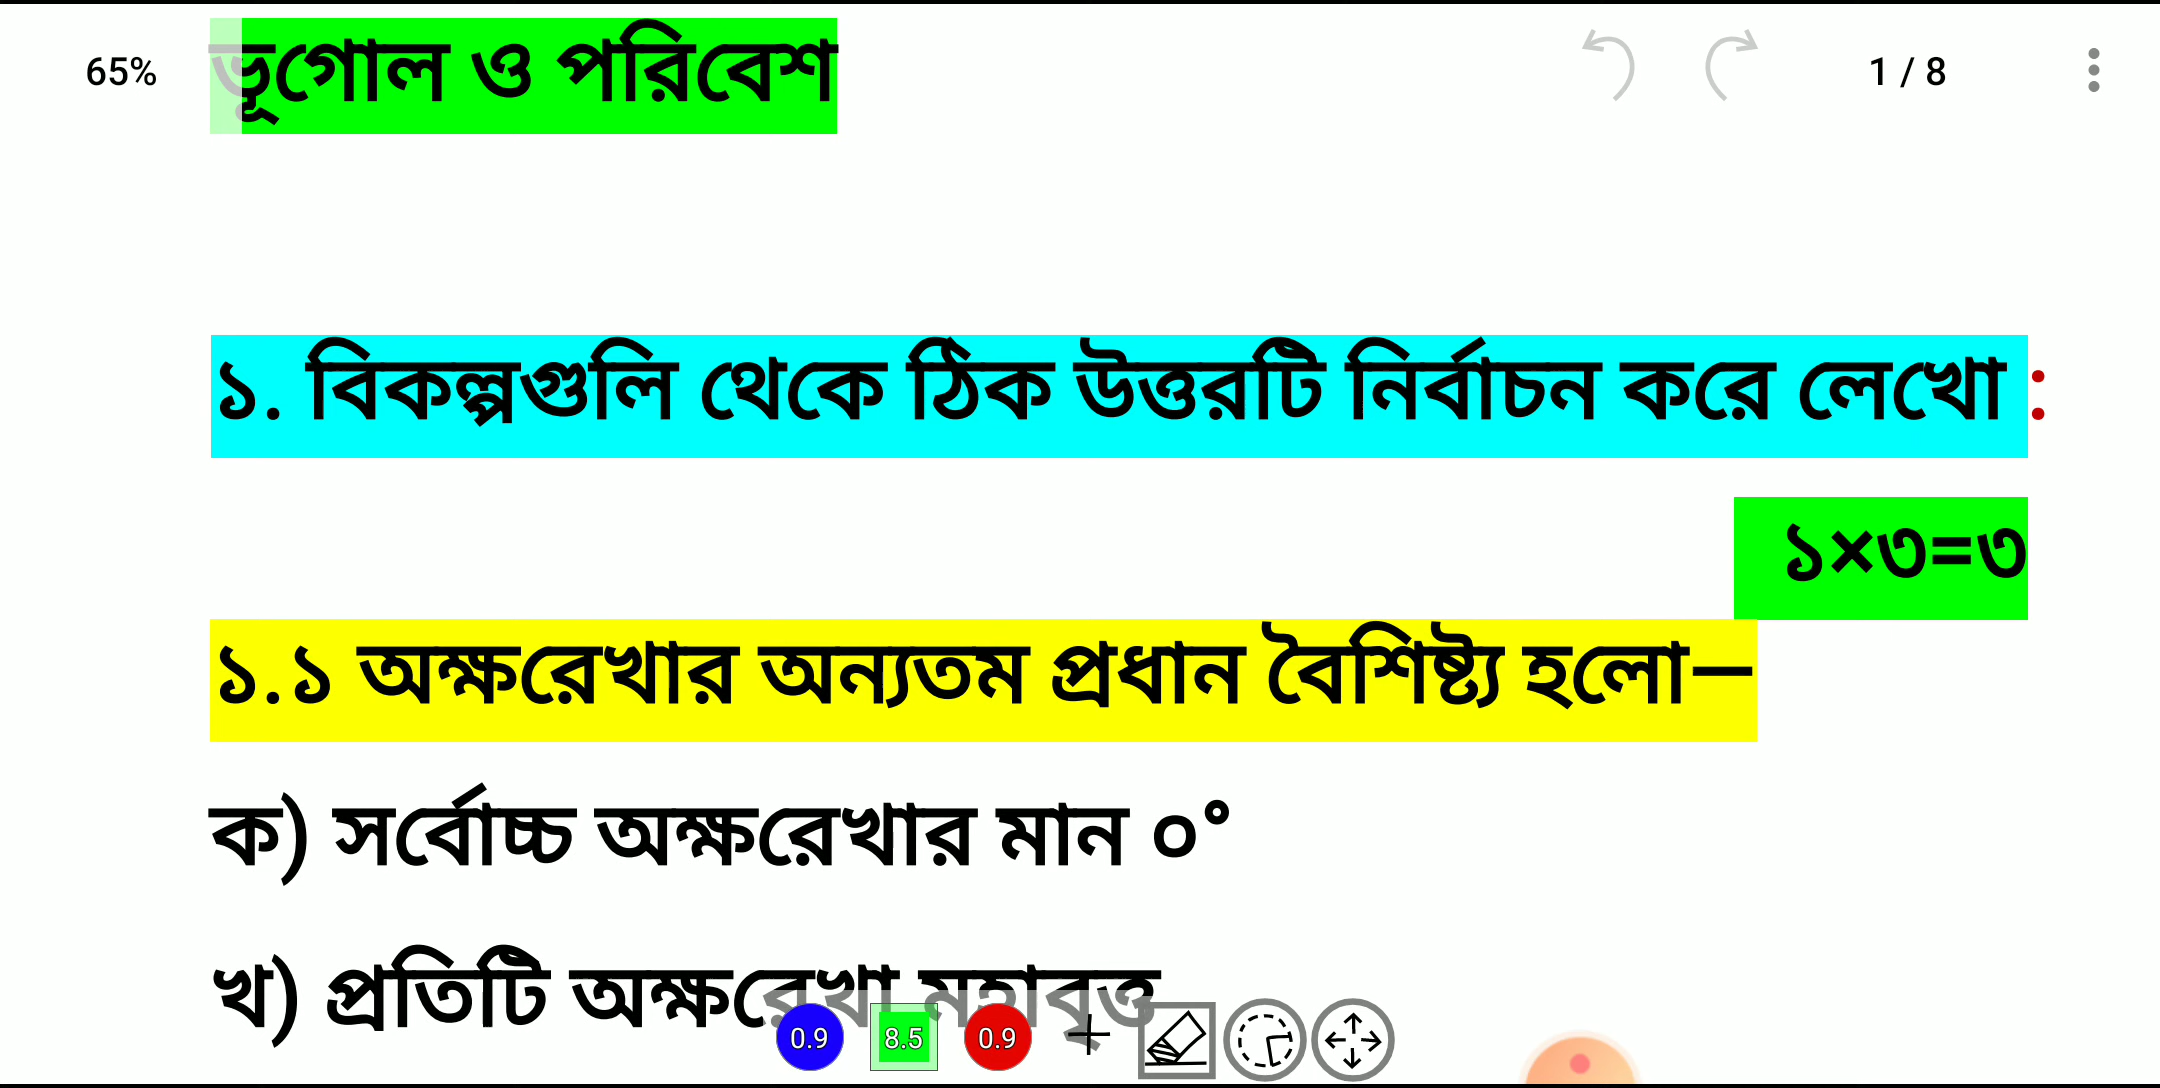 65%
ভূগোল ও পরিবেশ
1 / 8
১. বিকল্পগুলি থেকে ঠিক উত্তরটি নির্বাচন করে লেখো :
১×৩=৩
১.১ অক্ষরেখার অন্যতম প্রধান বৈশিষ্ট্য হলো—
ক) সর্বোচ্চ অক্ষরেখার মান ০°
খ) প্রতিটি অক্ষরেখা মহাবৃত্ত
0.9 8.5 0.9